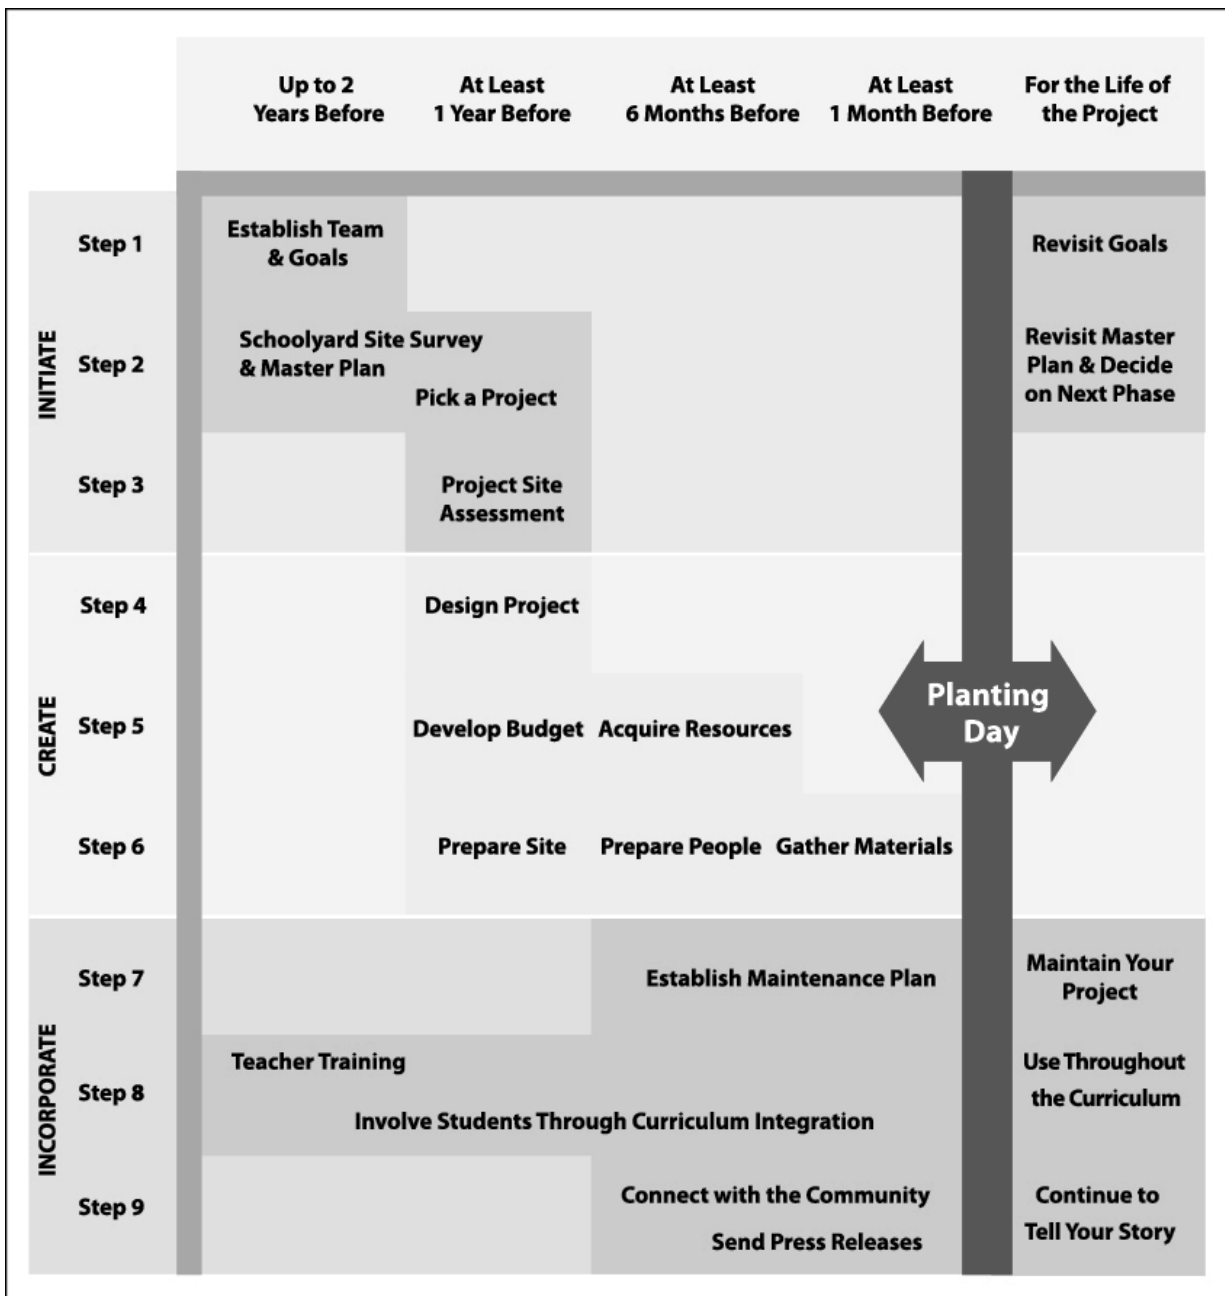 Up to 2
Years Before
At Least
1 Year Before
At Least
6 Months Before
At Least
1 Month Before
For the Life of
the Project
INITIATE
Step 1
Establish Team
& Goals
Revisit Goals
Step 2
Schoolyard Site Survey
& Master Plan
Pick a Project
Revisit Master
Plan & Decide
on Next Phase
Step 3
Project Site
Assessment
CREATE
Step 4
Design Project
Step 5
Develop Budget
Acquire Resources
Planting
Day
Step 6
Prepare Site
Prepare People
Gather Materials
INCORPORATE
Step 7
Establish Maintenance Plan
Maintain Your
Project
Step 8
Teacher Training
Involve Students Through Curriculum Integration
Use Throughout
the Curriculum
Step 9
Connect with the Community
Send Press Releases
Continue to
Tell Your Story